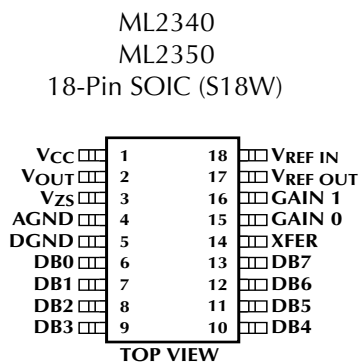 ML2340
ML2350
18-Pin SOIC (S18W)
VCC 1 18 VREF IN
VOUT 2 17 VREF OUT
VZS 3 16 GAIN 1
AGND 4 15 GAIN 0
DGND 5 14 XFER
DB0 6 13 DB7
DB1 7 12 DB6
DB2 8 11 DB5
DB3 9 10 DB4
TOP VIEW